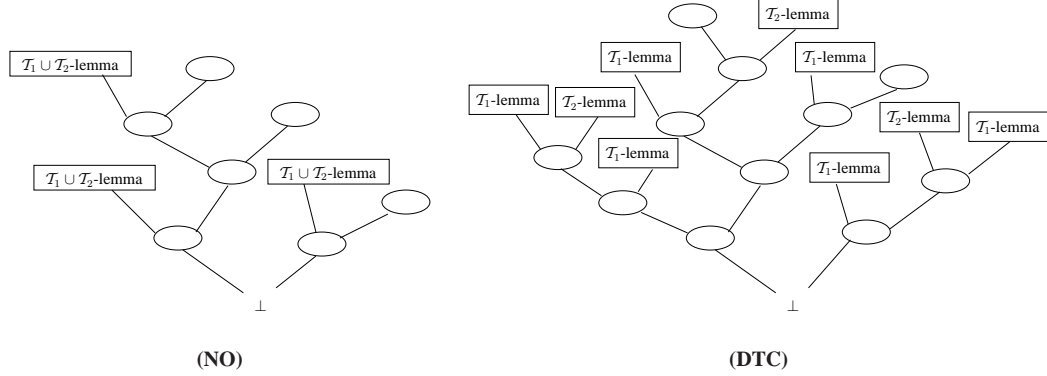 𝒯₁ ∪ 𝒯₂-lemma
𝒯₁ ∪ 𝒯₂-lemma
𝒯₁ ∪ 𝒯₂-lemma
⊥
(NO)
𝒯₂-lemma
𝒯₁-lemma
𝒯₁-lemma
𝒯₁-lemma
𝒯₂-lemma
𝒯₂-lemma
𝒯₁-lemma
𝒯₁-lemma
𝒯₁-lemma
⊥
(DTC)